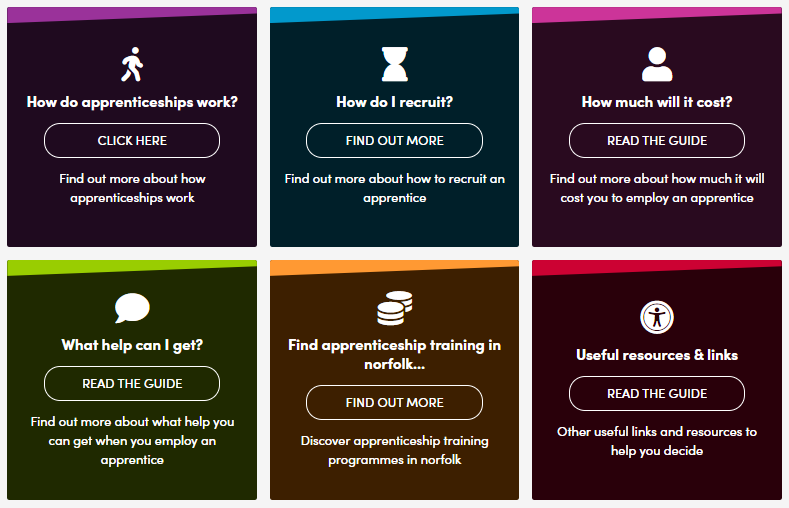 How do apprenticeships work?
CLICK HERE
Find out more about how
apprenticeships work
How do I recruit?
FIND OUT MORE
Find out more about how to recruit an
apprentice
How much will it cost?
READ THE GUIDE
Find out more about how much it will
cost you to employ an apprentice
What help can I get?
READ THE GUIDE
Find out more about what help you
can get when you employ an
apprentice
Find apprenticeship training in
norfolk...
FIND OUT MORE
Discover apprenticeship training
programmes in norfolk
Useful resources & links
READ THE GUIDE
Other useful links and resources to
help you decide